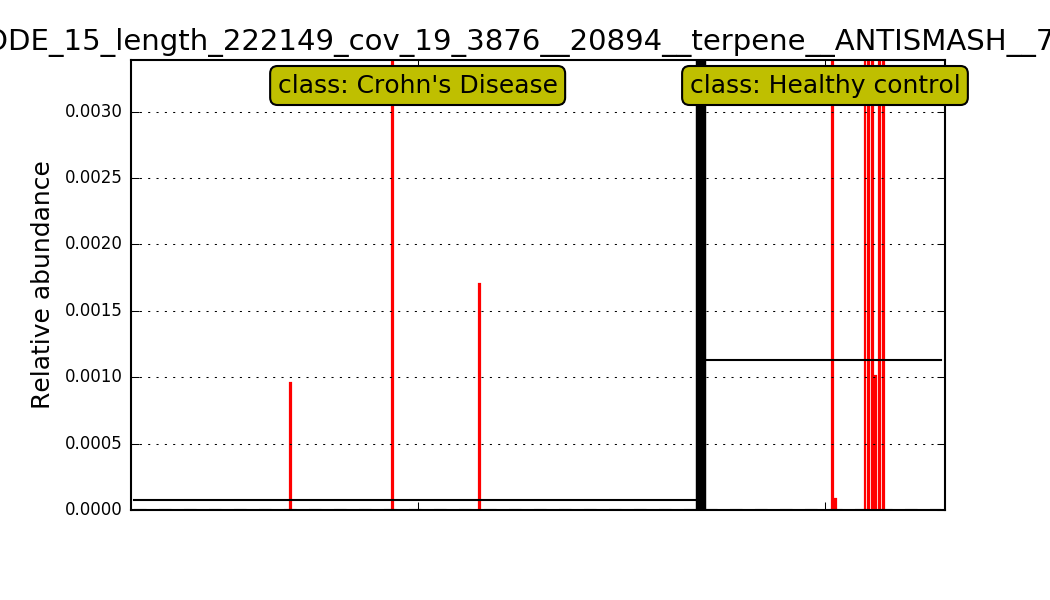 ODE_15_length_222149_cov_19_3876__20894__terpene__ANTISMASH__7
class: Crohn's Disease
class: Healthy control
Relative abundance
0.0030
0.0025
0.0020
0.0015
0.0010
0.0005
0.0000